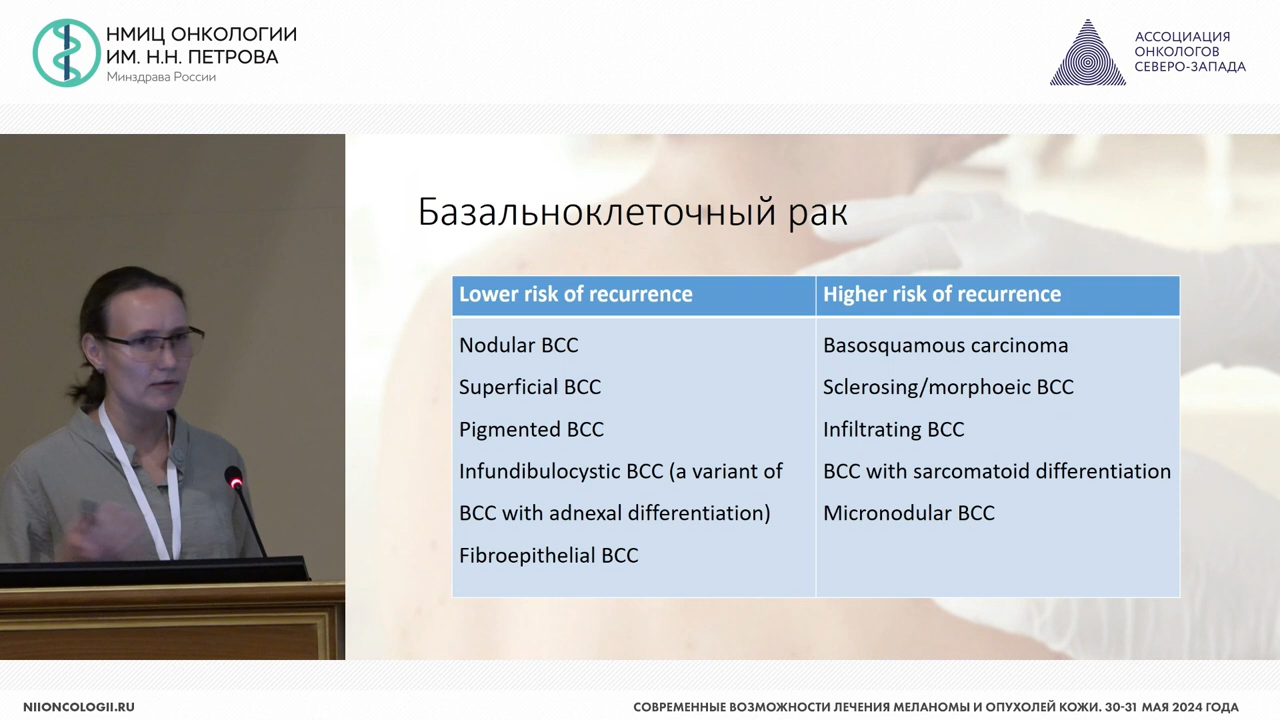 НМИЦ ОНКОЛОГИИ
ИМ. Н.Н. ПЕТРОВА
Минздрава России
АССОЦИАЦИЯ
ОНКОЛОГОВ
СЕВЕРО-ЗАПАДА
Базальноклеточный рак
Lower risk of recurrence
Nodular BCC
Superficial BCC
Pigmented BCC
Infundibulocystic BCC (a variant of
BCC with adnexal differentiation)
Fibroepithelial BCC
Higher risk of recurrence
Basosquamous carcinoma
Sclerosing/morphoeic BCC
Infiltrating BCC
BCC with sarcomatoid differentiation
Micronodular BCC
NIIONCOLOGII.RU
СОВРЕМЕННЫЕ ВОЗМОЖНОСТИ ЛЕЧЕНИЯ МЕЛАНОМЫ И ОПУХОЛЕЙ КОЖИ. 30-31 МАЯ 2024 ГОДА